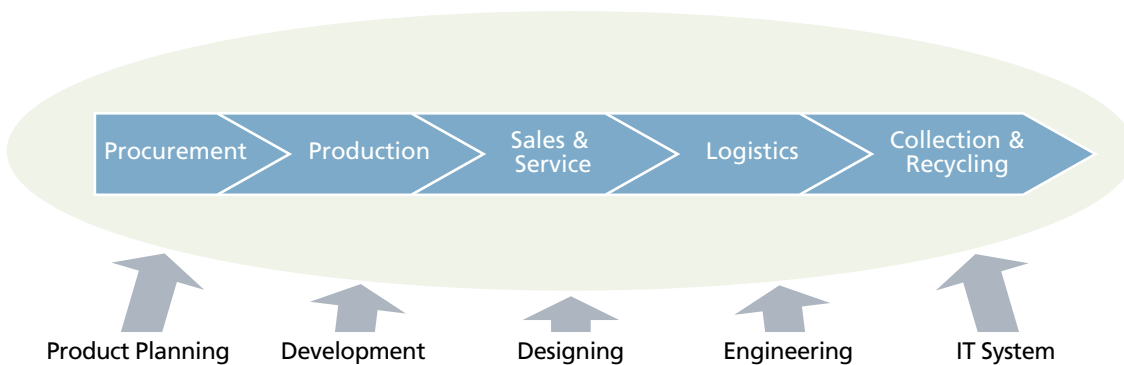 Procurement
Production
Sales &
Service
Logistics
Collection &
Recycling
Product Planning
Development
Designing
Engineering
IT System